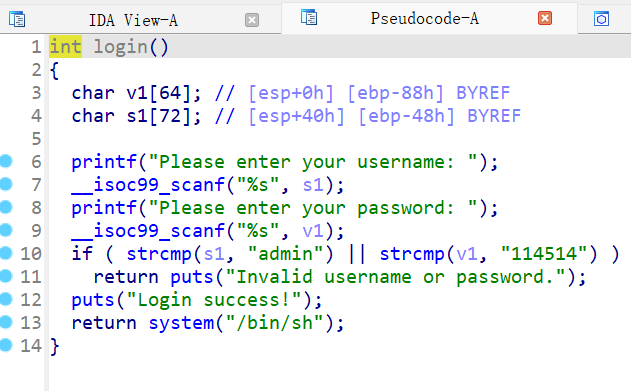 IDA View-A Pseudocode-A
1 int login()
2 {
3 char v1[64]; // [esp+0h] [ebp-88h] BYREF
4 char s1[72]; // [esp+40h] [ebp-48h] BYREF
5
6 printf("Please enter your username: ");
7 __isoc99_scanf("%s", s1);
8 printf("Please enter your password: ");
9 __isoc99_scanf("%s", v1);
10 if ( strcmp(s1, "admin") || strcmp(v1, "114514") )
11 return puts("Invalid username or password.");
12 puts("Login success!");
13 return system("/bin/sh");
14 }